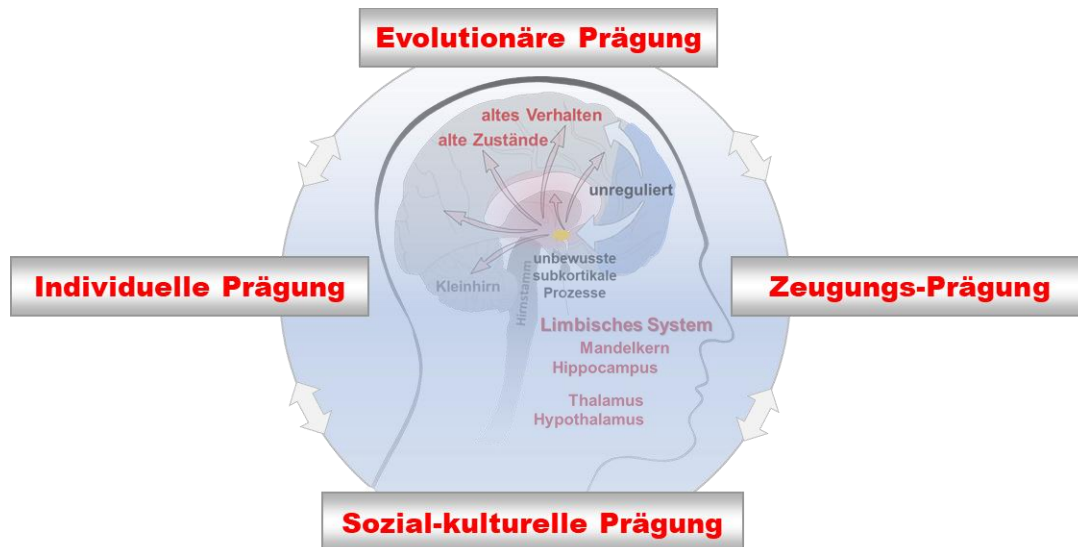 Evolutionäre Prägung
altes Verhalten
alte Zustände
unreguliert
Individuelle Prägung
Zeugungs-Prägung
Kleinhirn
Hirnstamm
unbewusste
subkortikale
Prozesse
Limbisches System
Mandelkern
Hippocampus
Thalamus
Hypothalamus
Sozial-kulturelle Prägung